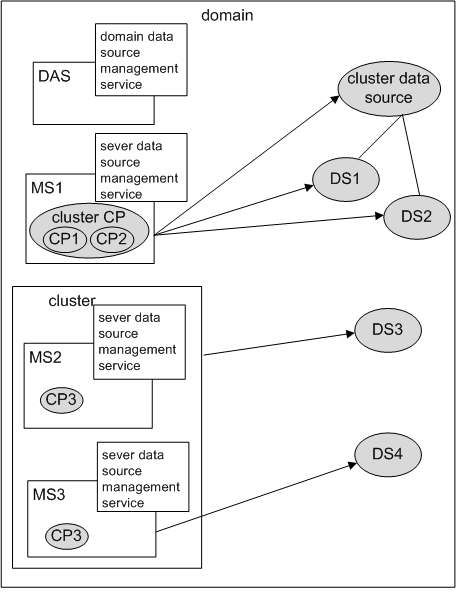 domain
domain data
source
management
service
DAS
cluster data
source
sever data
source
management
service
MS1
cluster CP
CP1
CP2
DS1
DS2
cluster
sever data
source
management
service
MS2
CP3
DS3
sever data
source
management
service
MS3
CP3
DS4